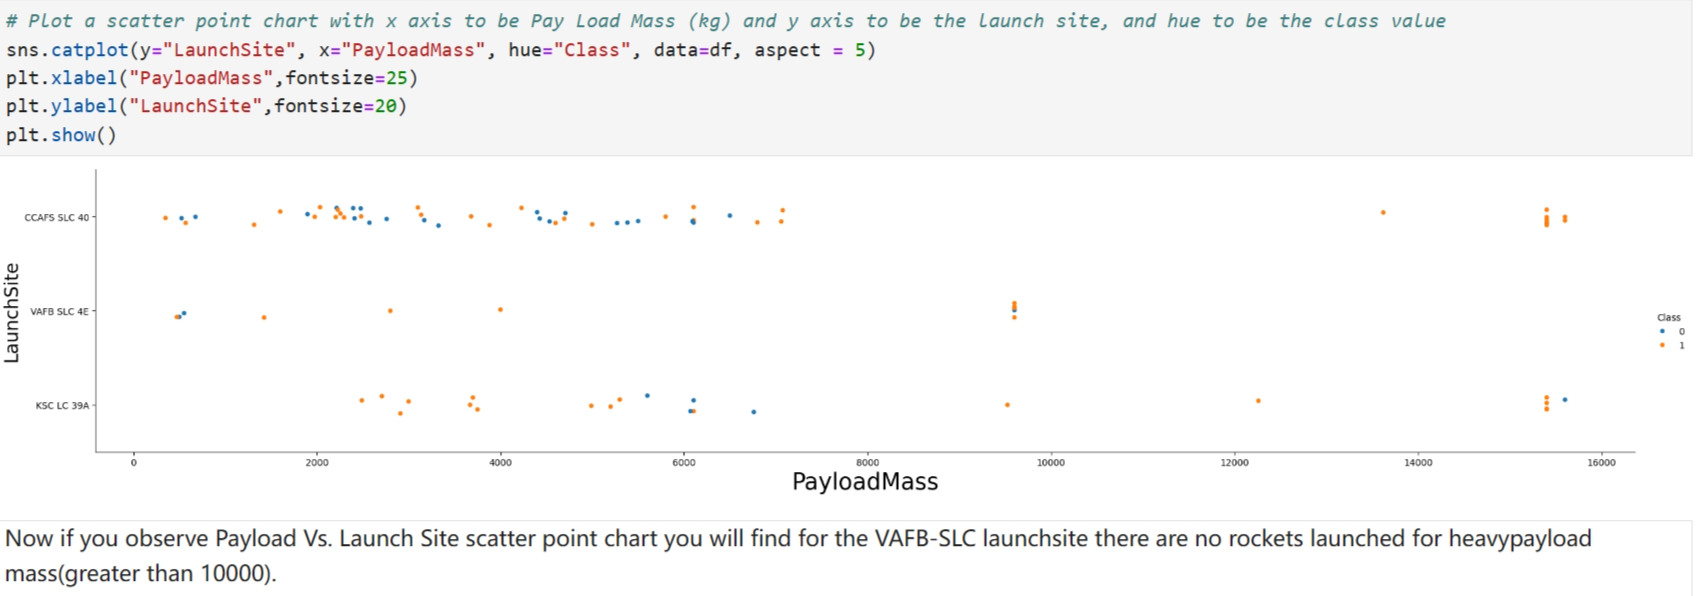 # Plot a scatter point chart with x axis to be Pay Load Mass (kg) and y axis to be the launch site, and hue to be the class value
sns.catplot(y="LaunchSite", x="PayloadMass", hue="Class", data=df, aspect = 5)
plt.xlabel("PayloadMass",fontsize=25)
plt.ylabel("LaunchSite",fontsize=20)
plt.show()
LaunchSite
CCAFS SLC 40
VAFB SLC 4E
KSC LC 39A
Class
0
1
0 2000 4000 6000 8000 10000 12000 14000 16000
PayloadMass
Now if you observe Payload Vs. Launch Site scatter point chart you will find for the VAFB-SLC launchsite there are no rockets launched for heavypayload
mass(greater than 10000).